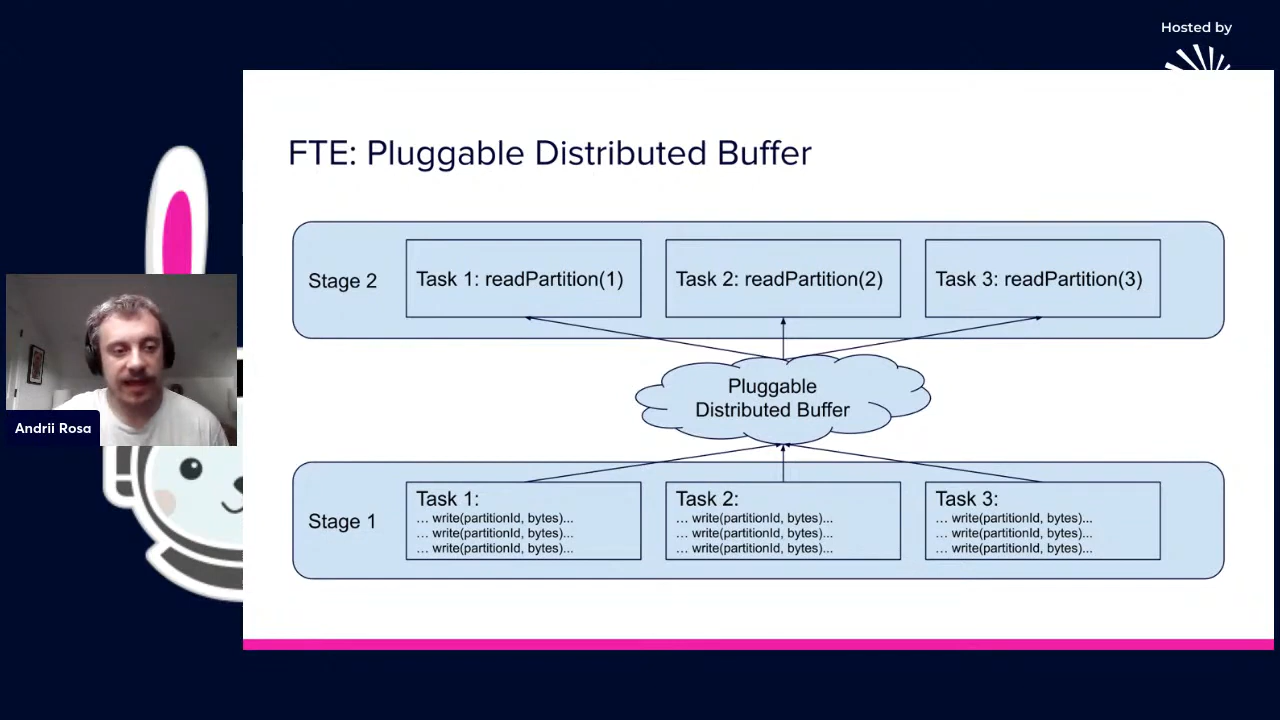 Hosted by
FTE: Pluggable Distributed Buffer
Stage 2
Task 1: readPartition(1)
Task 2: readPartition(2)
Task 3: readPartition(3)
Pluggable
Distributed Buffer
Andrii Rosa
Stage 1
Task 1:
... write(partitionId, bytes)...
... write(partitionId, bytes)...
... write(partitionId, bytes)...
Task 2:
... write(partitionId, bytes)...
... write(partitionId, bytes)...
... write(partitionId, bytes)...
Task 3:
... write(partitionId, bytes)...
... write(partitionId, bytes)...
... write(partitionId, bytes)...